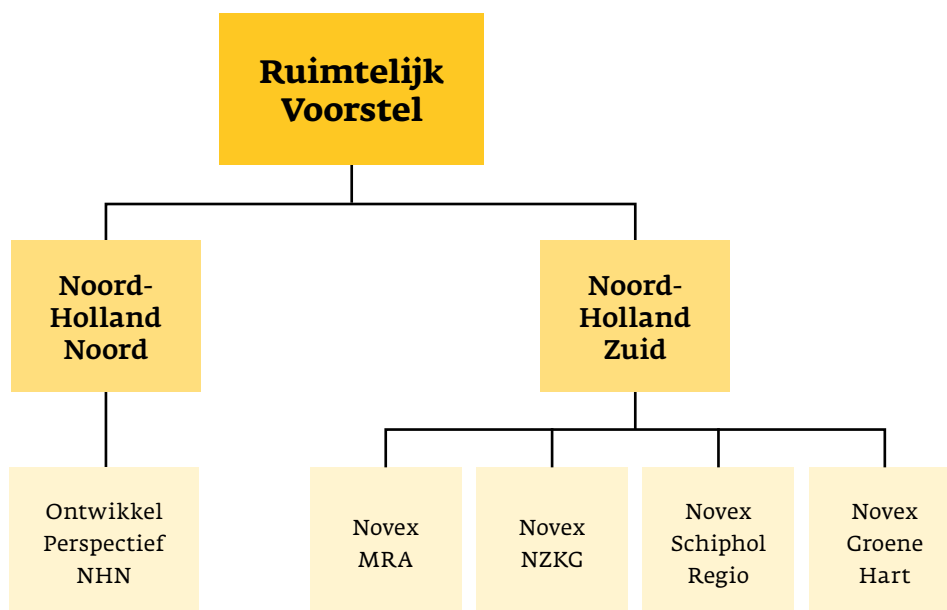 Ruimtelijk
Voorstel
Noord-
Holland
Noord
Noord-
Holland
Zuid
Ontwikkel
Perspectief
NHN
Novex
MRA
Novex
NZKG
Novex
Schiphol
Regio
Novex
Groene
Hart